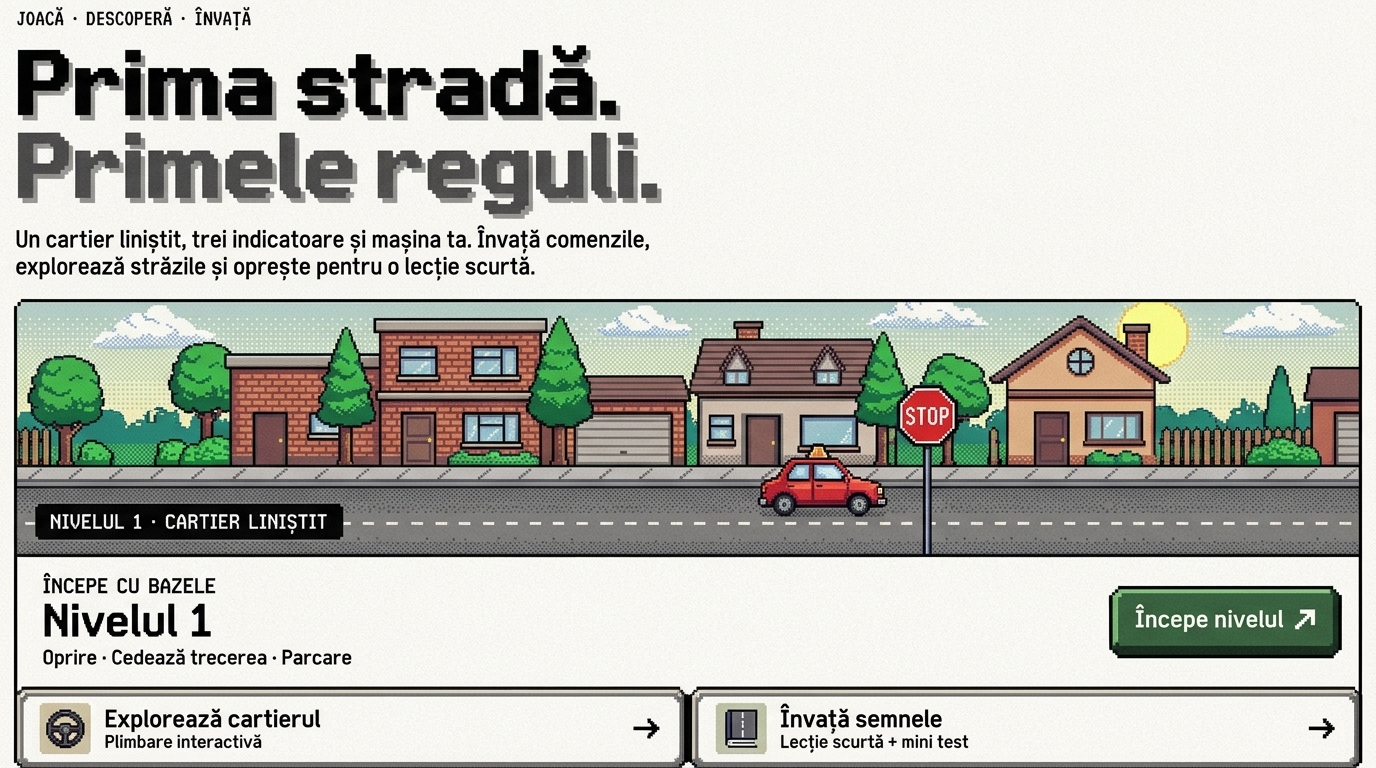 JOACĂ · DESCOPERĂ · ÎNVAȚĂ
Prima stradă.
Primele reguli.
Un cartier liniștit, trei indicatoare și mașina ta. Învață comenzile,
explorează străzile și oprește pentru o lecție scurtă.
STOP
NIVELUL 1 · CARTIER LINIȘTIT
ÎNCEPE CU BAZELE
Nivelul 1
Oprire · Cedează trecerea · Parcare
Începe nivelul
Explorează cartierul
Plimbare interactivă
Învață semnele
Lecție scurtă + mini test